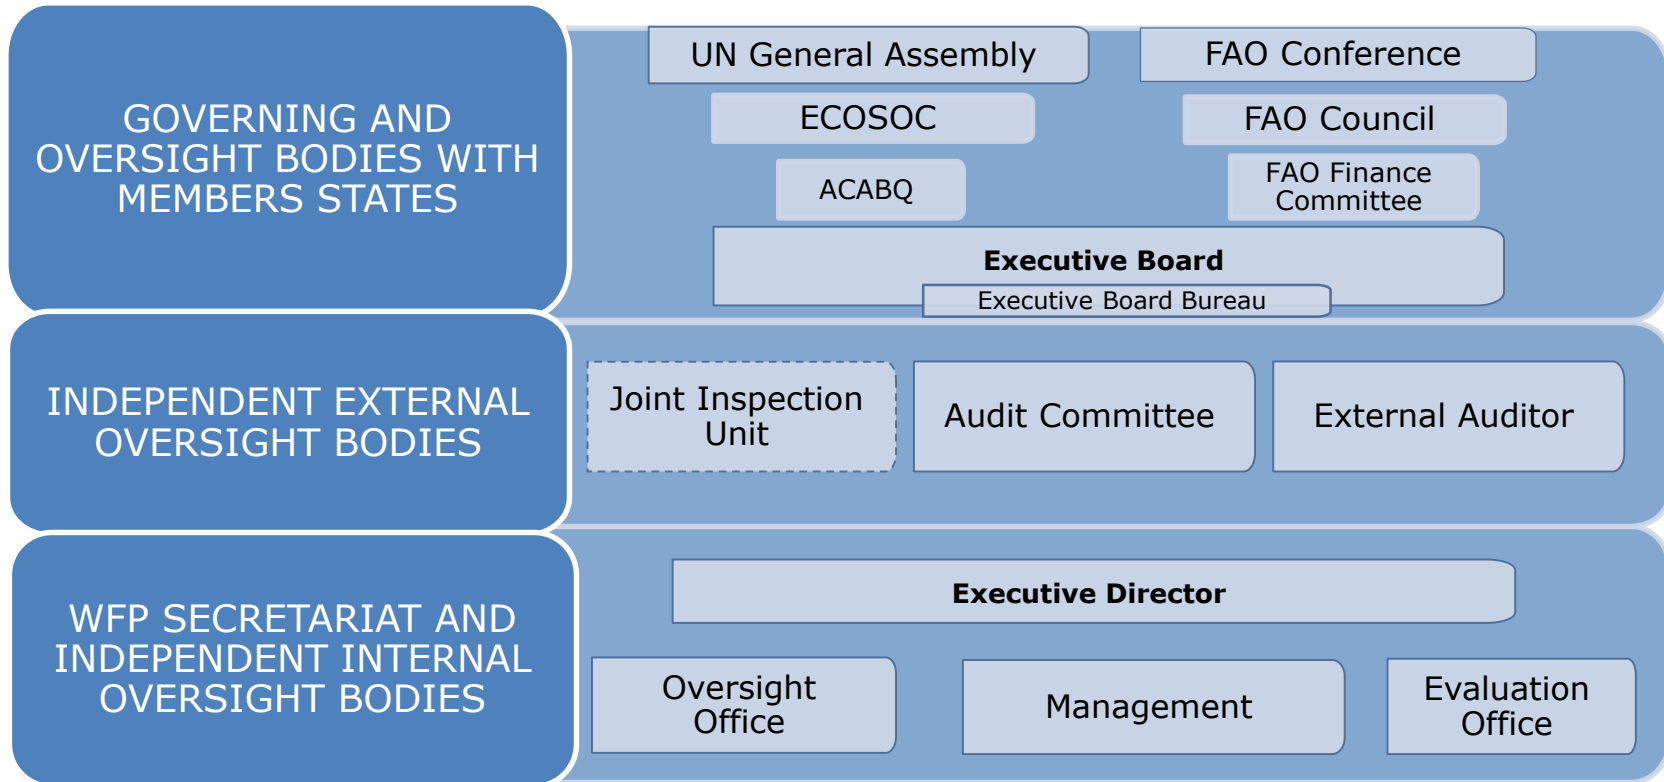 GOVERNING AND
OVERSIGHT BODIES WITH
MEMBERS STATES
UN General Assembly
FAO Conference
ECOSOC
FAO Council
ACABQ
FAO Finance
Committee
Executive Board
Executive Board Bureau
INDEPENDENT EXTERNAL
OVERSIGHT BODIES
Joint Inspection
Unit
Audit Committee
External Auditor
WFP SECRETARIAT AND
INDEPENDENT INTERNAL
OVERSIGHT BODIES
Executive Director
Oversight
Office
Management
Evaluation
Office